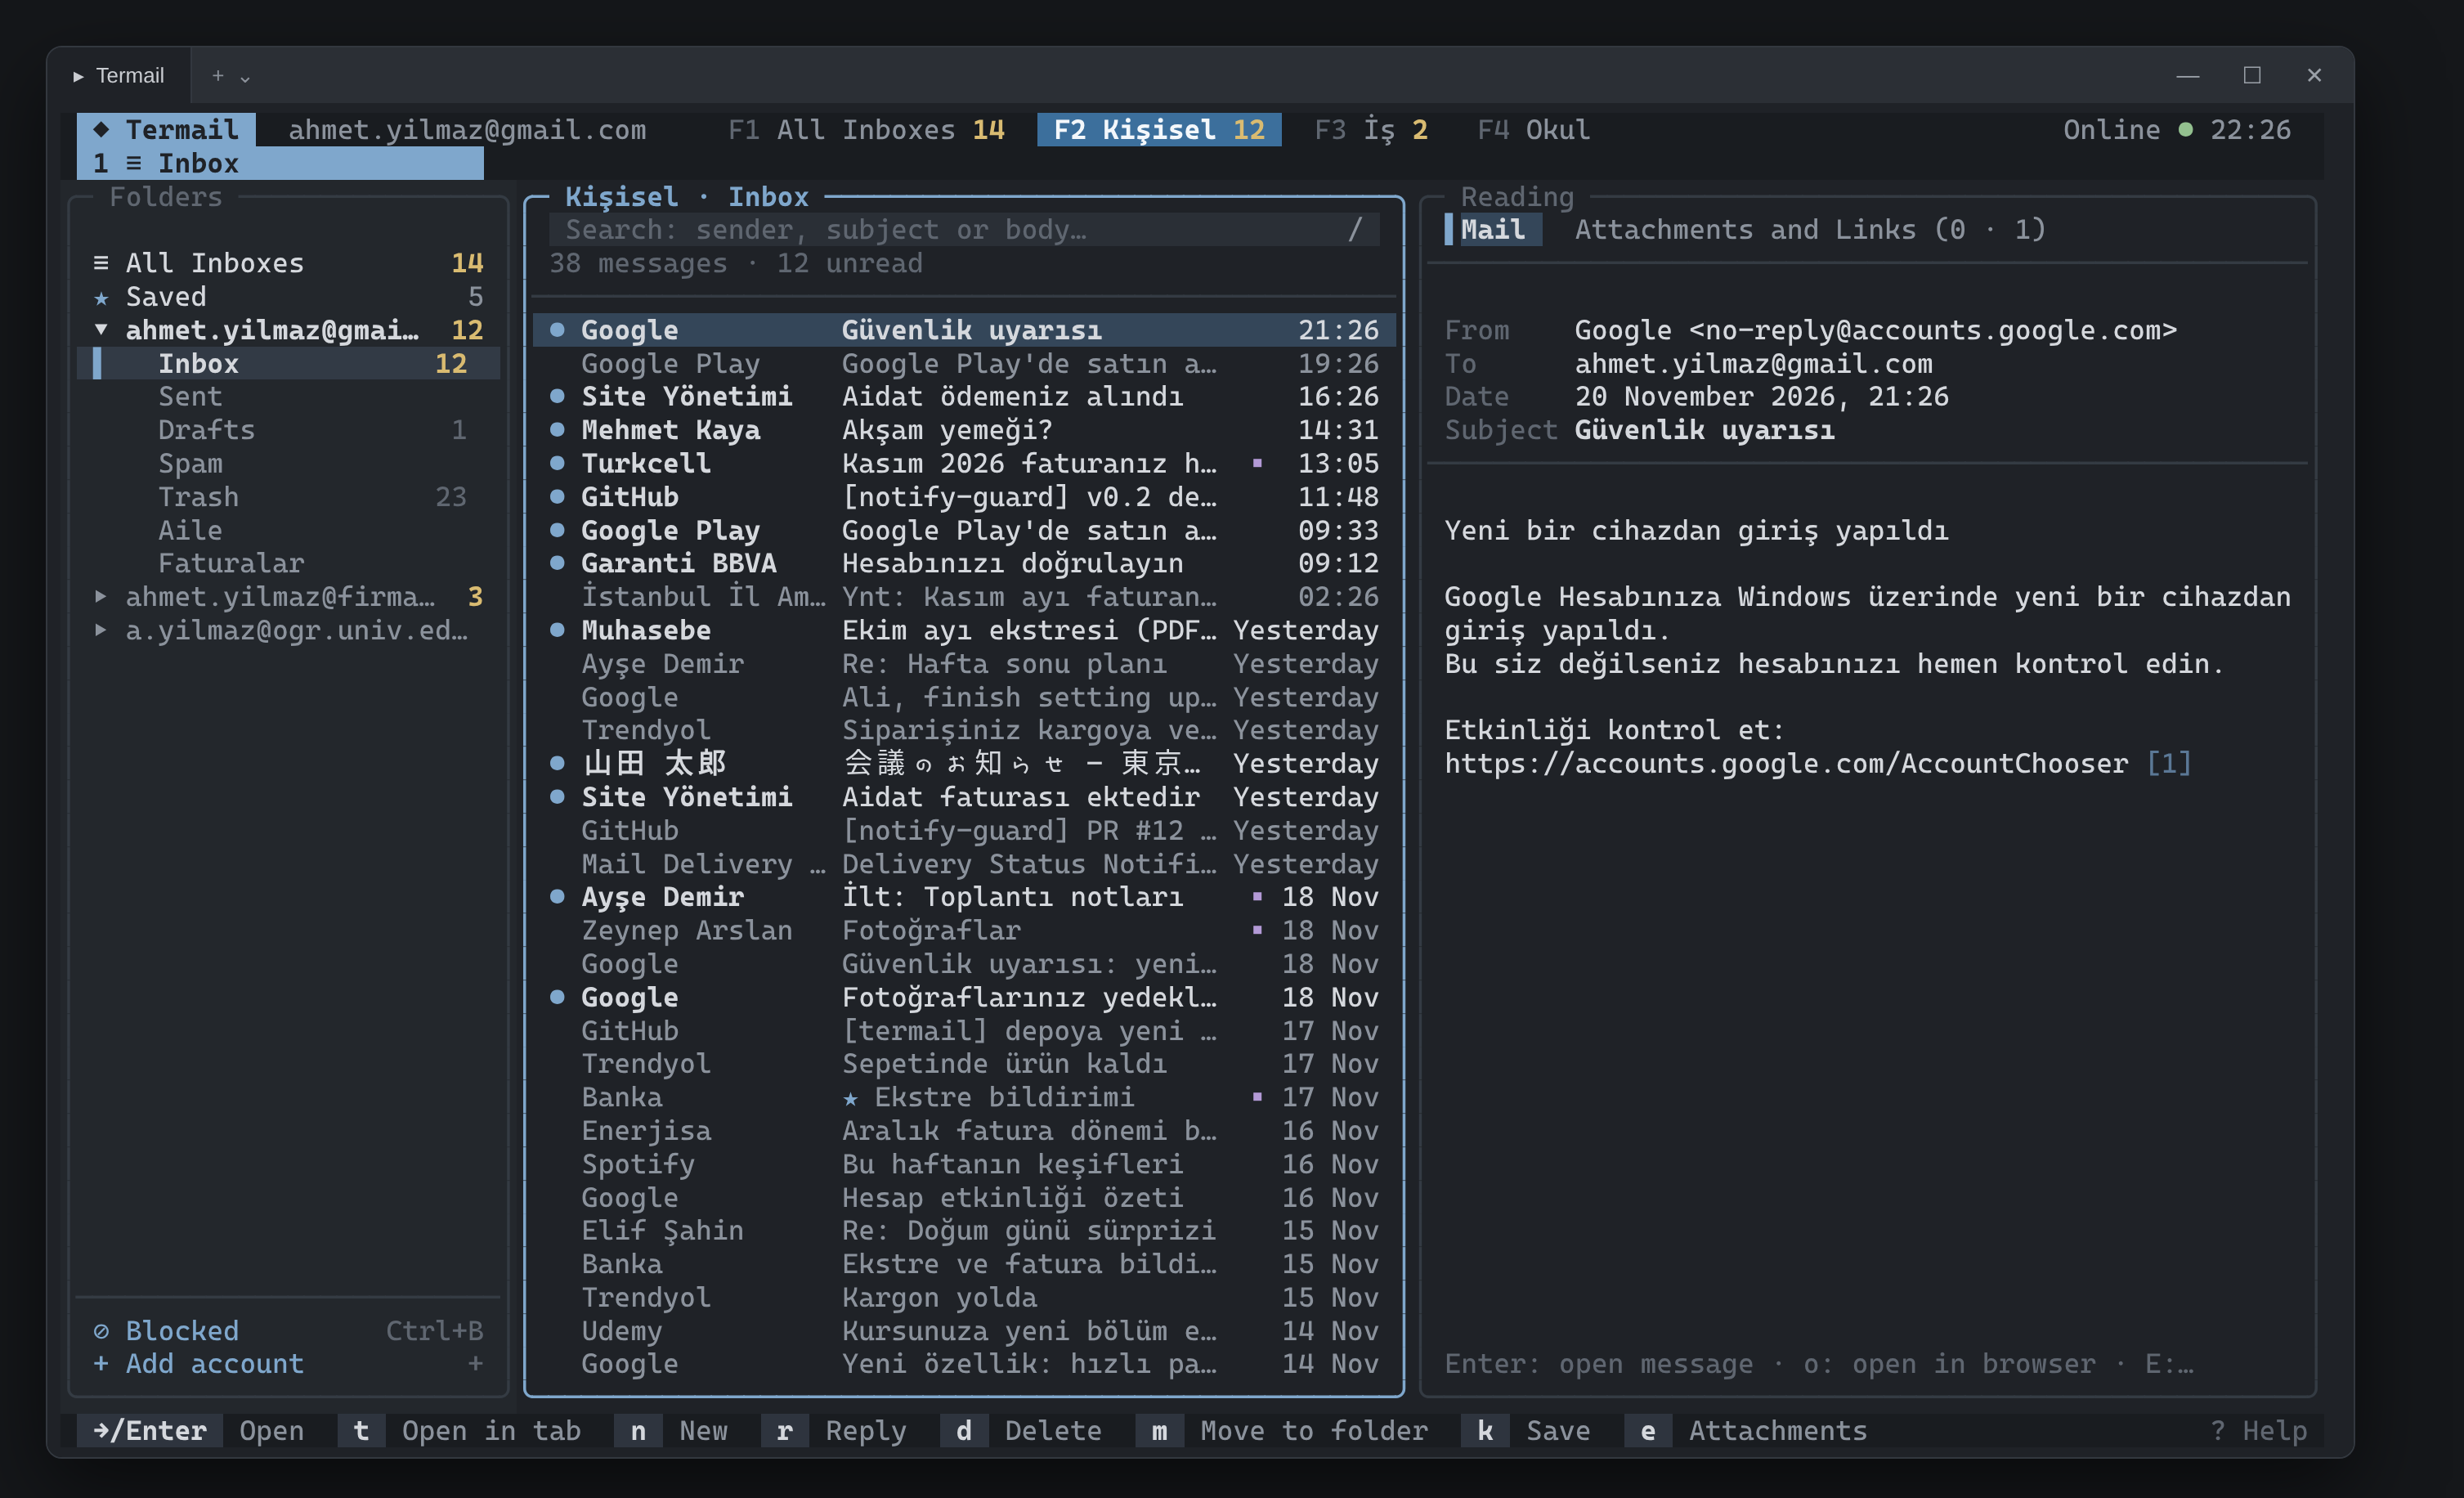 ▸ Termail + ⌄ — ☐ ✕
◆ Termail ahmet.yilmaz@gmail.com F1 All Inboxes 14 F2 Kişisel 12 F3 İş 2 F4 Okul Online ● 22:26
1 ≡ Inbox
Folders
≡ All Inboxes 14
★ Saved 5
▼ ahmet.yilmaz@gmai… 12
Inbox 12
Sent
Drafts 1
Spam
Trash 23
Aile
Faturalar
▶ ahmet.yilmaz@firma… 3
▶ a.yilmaz@ogr.univ.ed…
⊘ Blocked Ctrl+B
+ Add account +
Kişisel · Inbox
Search: sender, subject or body… /
38 messages · 12 unread
● Google Güvenlik uyarısı 21:26
Google Play Google Play'de satın a… 19:26
● Site Yönetimi Aidat ödemeniz alındı 16:26
● Mehmet Kaya Akşam yemeği? 14:31
● Turkcell Kasım 2026 faturanız h… ▪ 13:05
● GitHub [notify-guard] v0.2 de… 11:48
● Google Play Google Play'de satın a… 09:33
● Garanti BBVA Hesabınızı doğrulayın 09:12
İstanbul İl Am… Ynt: Kasım ayı faturan… 02:26
● Muhasebe Ekim ayı ekstresi (PDF… Yesterday
Ayşe Demir Re: Hafta sonu planı Yesterday
Google Ali, finish setting up… Yesterday
Trendyol Siparişiniz kargoya ve… Yesterday
● 山田 太郎 会議のお知らせ – 東京… Yesterday
● Site Yönetimi Aidat faturası ektedir Yesterday
GitHub [notify-guard] PR #12 … Yesterday
Mail Delivery … Delivery Status Notifi… Yesterday
● Ayşe Demir İlt: Toplantı notları ▪ 18 Nov
Zeynep Arslan Fotoğraflar ▪ 18 Nov
Google Güvenlik uyarısı: yeni… 18 Nov
● Google Fotoğraflarınız yedekl… 18 Nov
GitHub [termail] depoya yeni … 17 Nov
Trendyol Sepetinde ürün kaldı 17 Nov
Banka ★ Ekstre bildirimi ▪ 17 Nov
Enerjisa Aralık fatura dönemi b… 16 Nov
Spotify Bu haftanın keşifleri 16 Nov
Google Hesap etkinliği özeti 16 Nov
Elif Şahin Re: Doğum günü sürprizi 15 Nov
Banka Ekstre ve fatura bildi… 15 Nov
Trendyol Kargon yolda 15 Nov
Udemy Kursunuza yeni bölüm e… 14 Nov
Google Yeni özellik: hızlı pa… 14 Nov
Reading
Mail Attachments and Links (0 · 1)
From Google <no-reply@accounts.google.com>
To ahmet.yilmaz@gmail.com
Date 20 November 2026, 21:26
Subject Güvenlik uyarısı
Yeni bir cihazdan giriş yapıldı
Google Hesabınıza Windows üzerinde yeni bir cihazdan
giriş yapıldı.
Bu siz değilseniz hesabınızı hemen kontrol edin.
Etkinliği kontrol et:
https://accounts.google.com/AccountChooser [1]
Enter: open message · o: open in browser · E:…
→/Enter Open t Open in tab n New r Reply d Delete m Move to folder k Save e Attachments ? Help